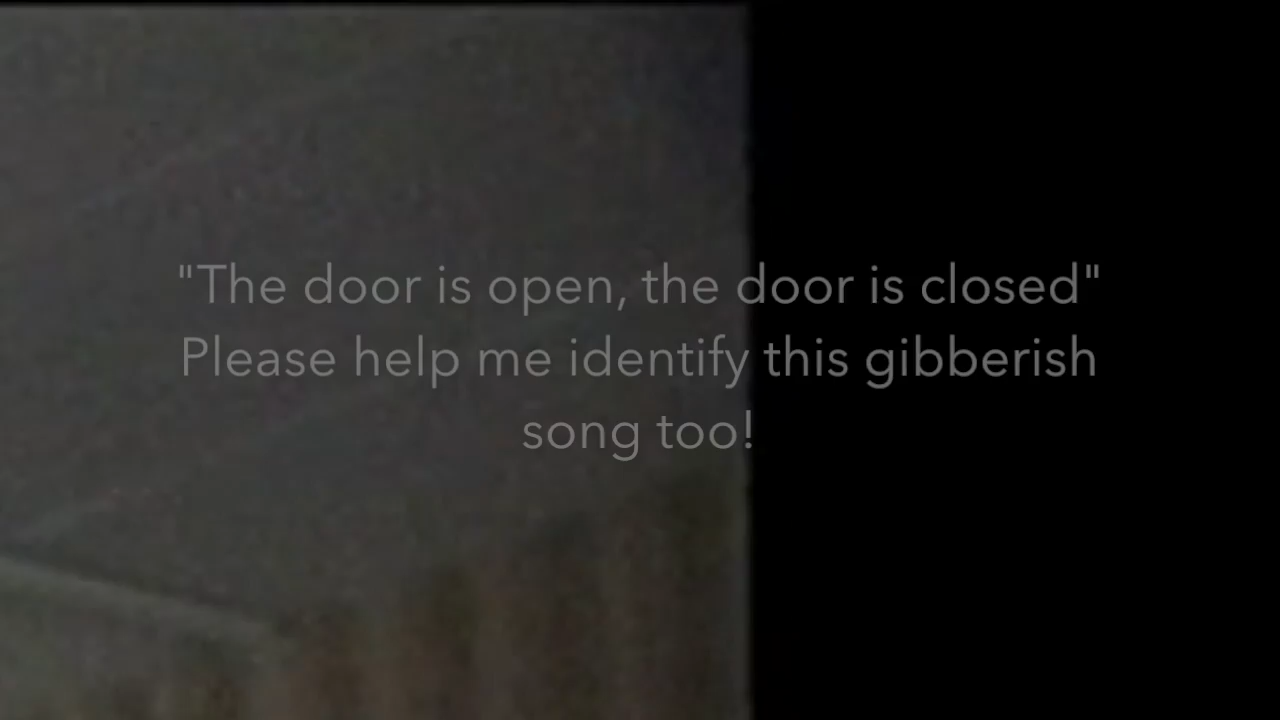 "The door is open, the door is closed"
Please help me identify this gibberish
song too!